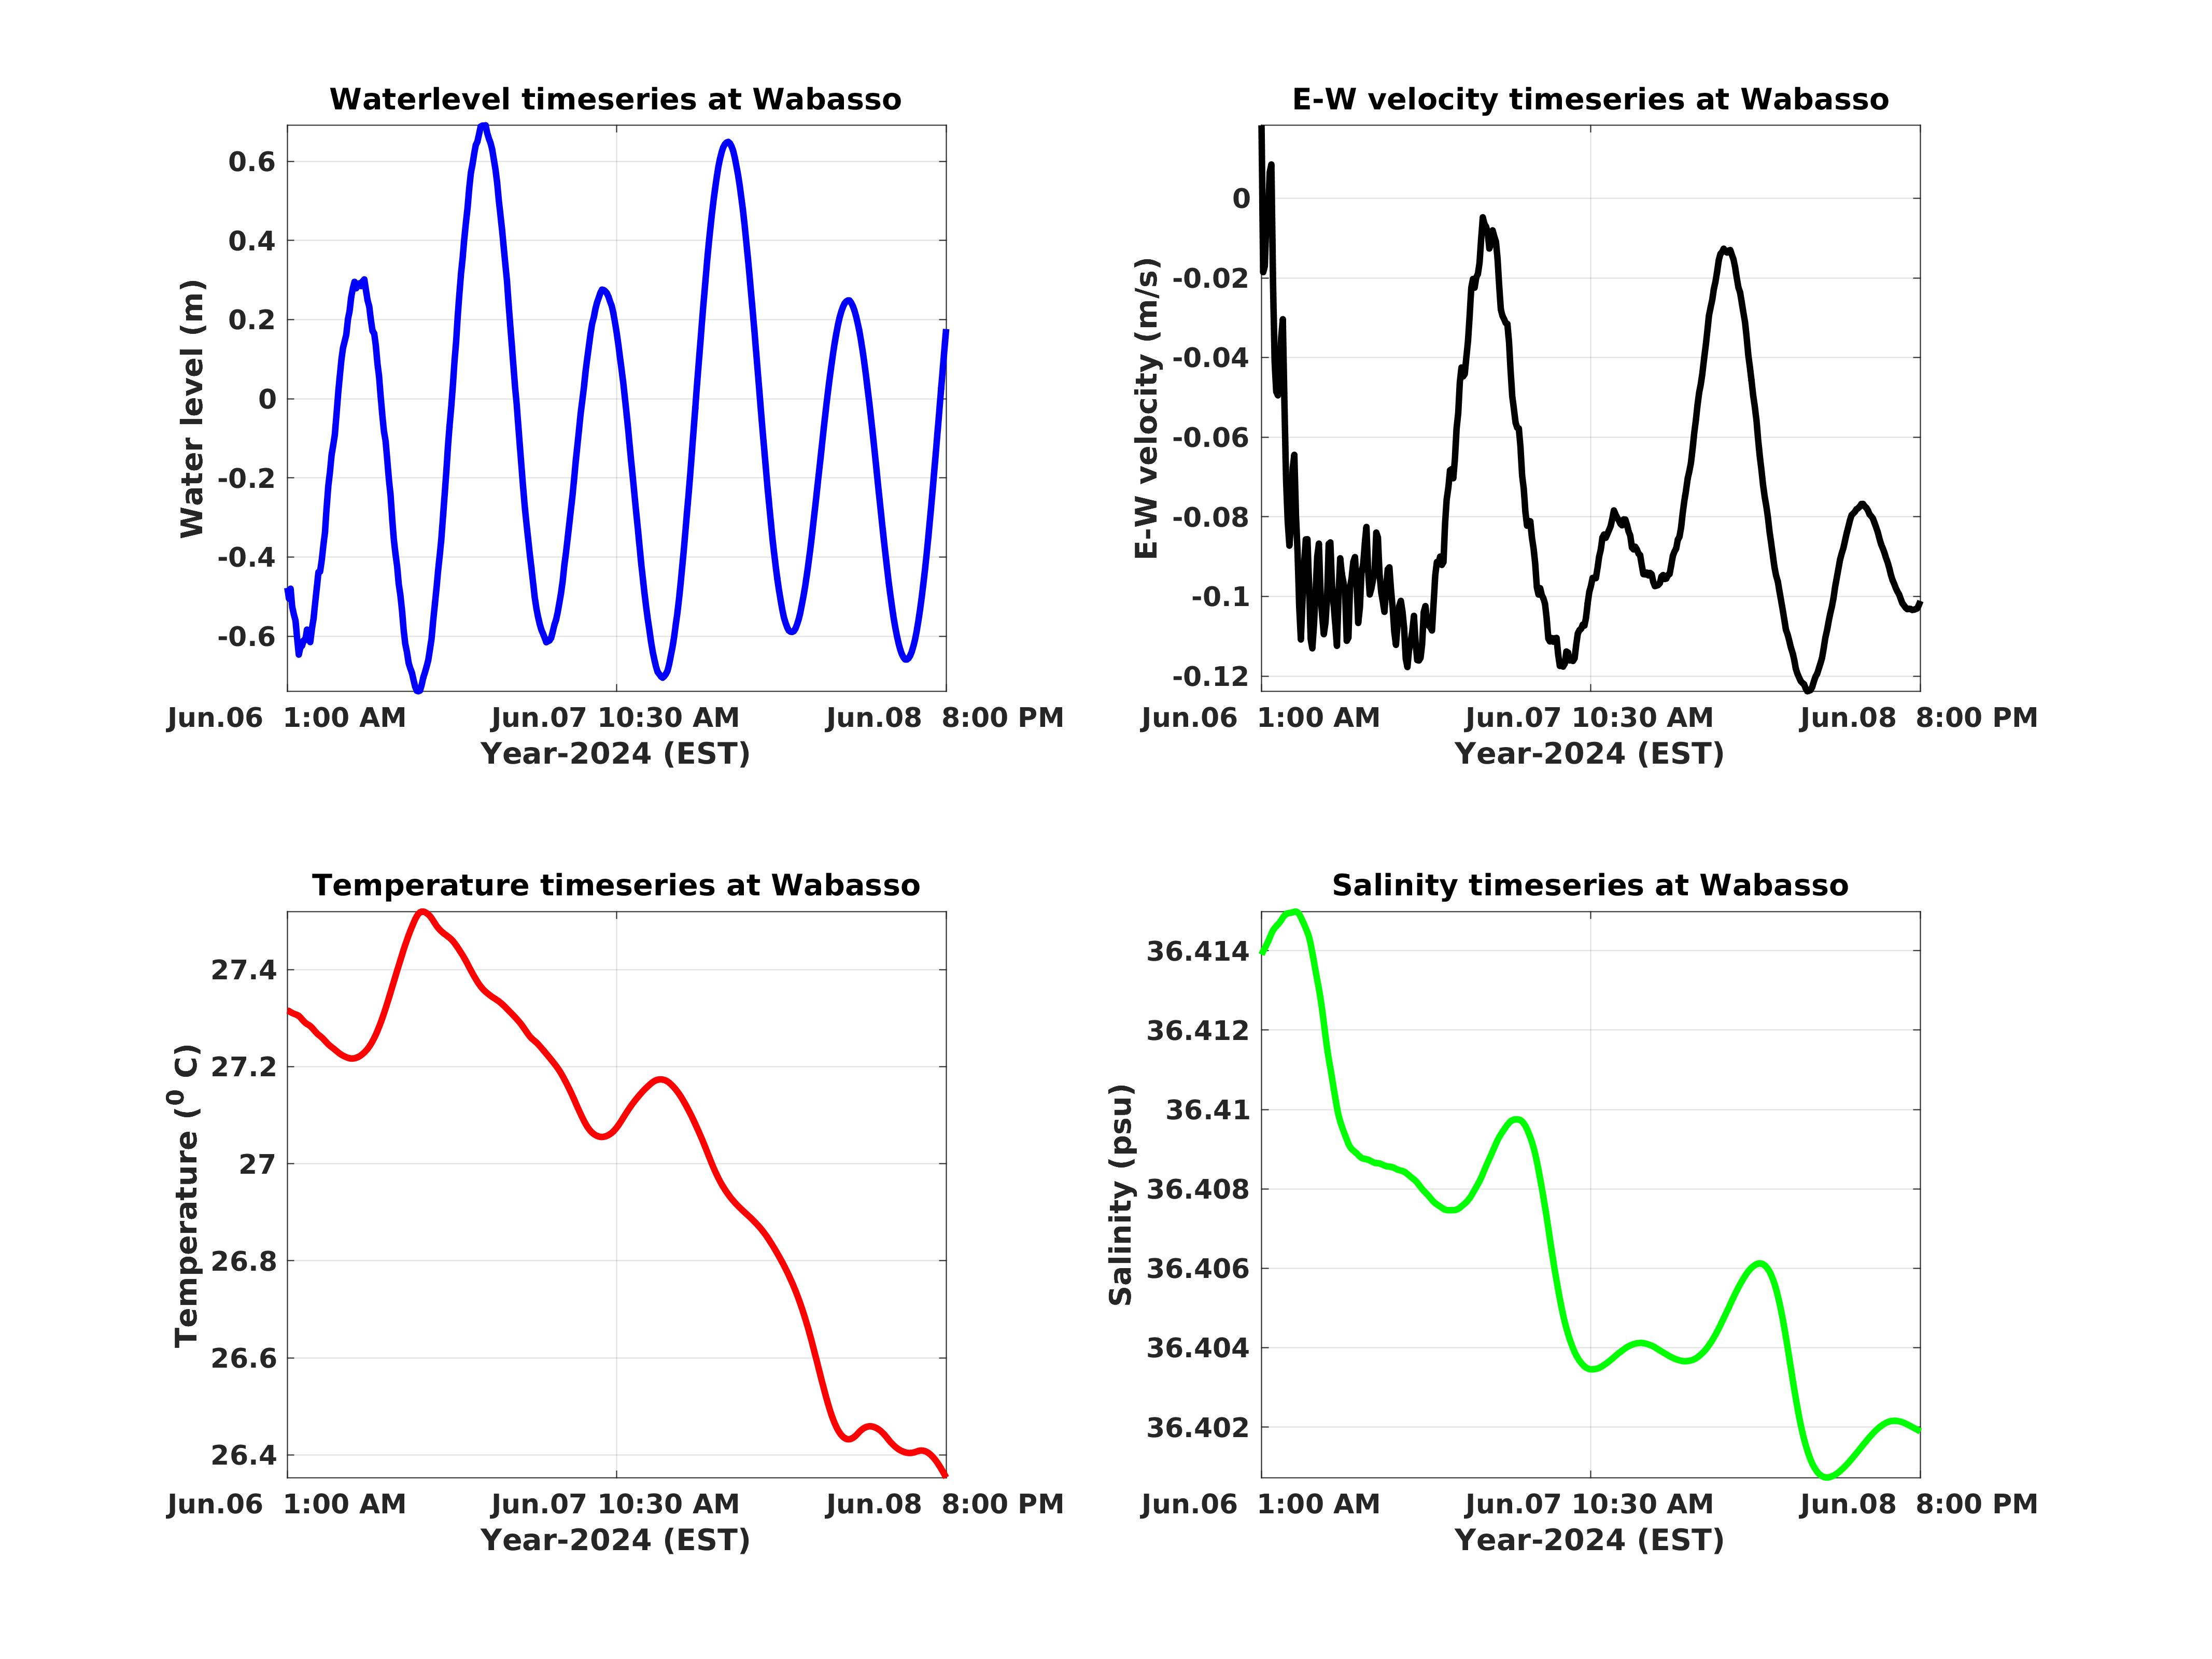 Waterlevel timeseries at Wabasso
0.6
0.4
0.2
0
-0.2
-0.4
-0.6
Water level (m)
Jun.06 1:00 AM Jun.07 10:30 AM Jun.08 8:00 PM
Year-2024 (EST)
E-W velocity timeseries at Wabasso
0
-0.02
-0.04
-0.06
-0.08
-0.1
-0.12
E-W velocity (m/s)
Jun.06 1:00 AM Jun.07 10:30 AM Jun.08 8:00 PM
Year-2024 (EST)
Temperature timeseries at Wabasso
27.4
27.2
27
26.8
26.6
26.4
Temperature (⁰ C)
Jun.06 1:00 AM Jun.07 10:30 AM Jun.08 8:00 PM
Year-2024 (EST)
Salinity timeseries at Wabasso
36.414
36.412
36.41
36.408
36.406
36.404
36.402
Salinity (psu)
Jun.06 1:00 AM Jun.07 10:30 AM Jun.08 8:00 PM
Year-2024 (EST)